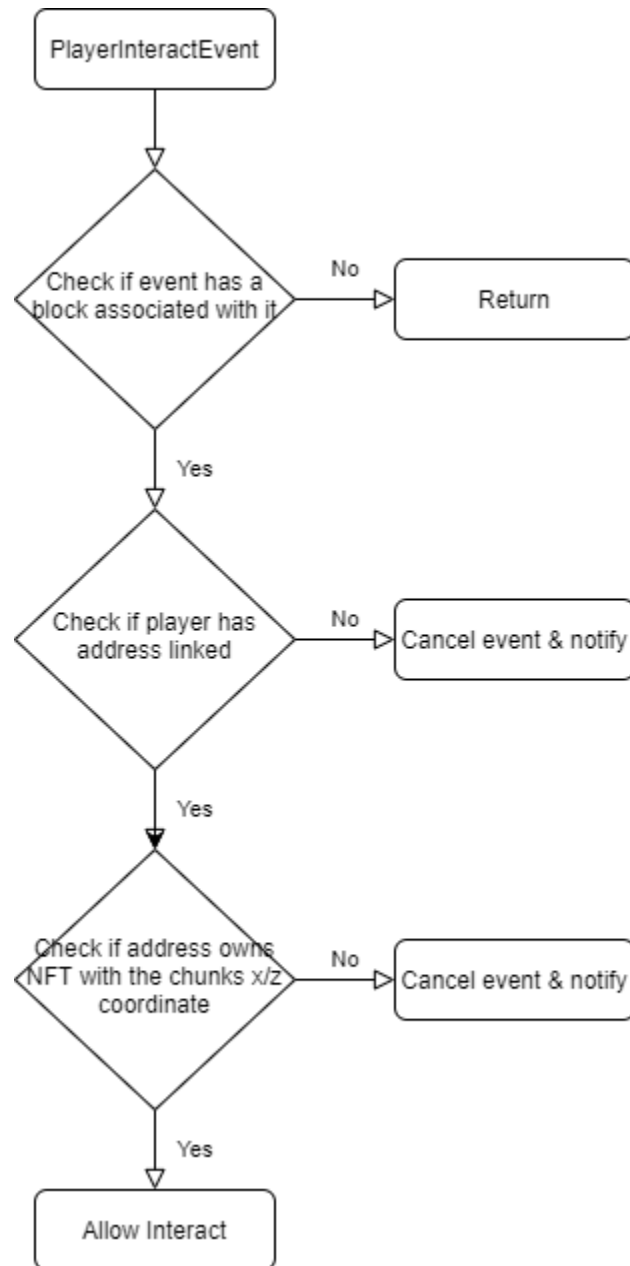 PlayerInteractEvent
Check if event has a
block associated with it
No
Return
Yes
Check if player has
address linked
No
Cancel event & notify
Yes
Check if address owns
NFT with the chunks x/z
coordinate
No
Cancel event & notify
Yes
Allow Interact